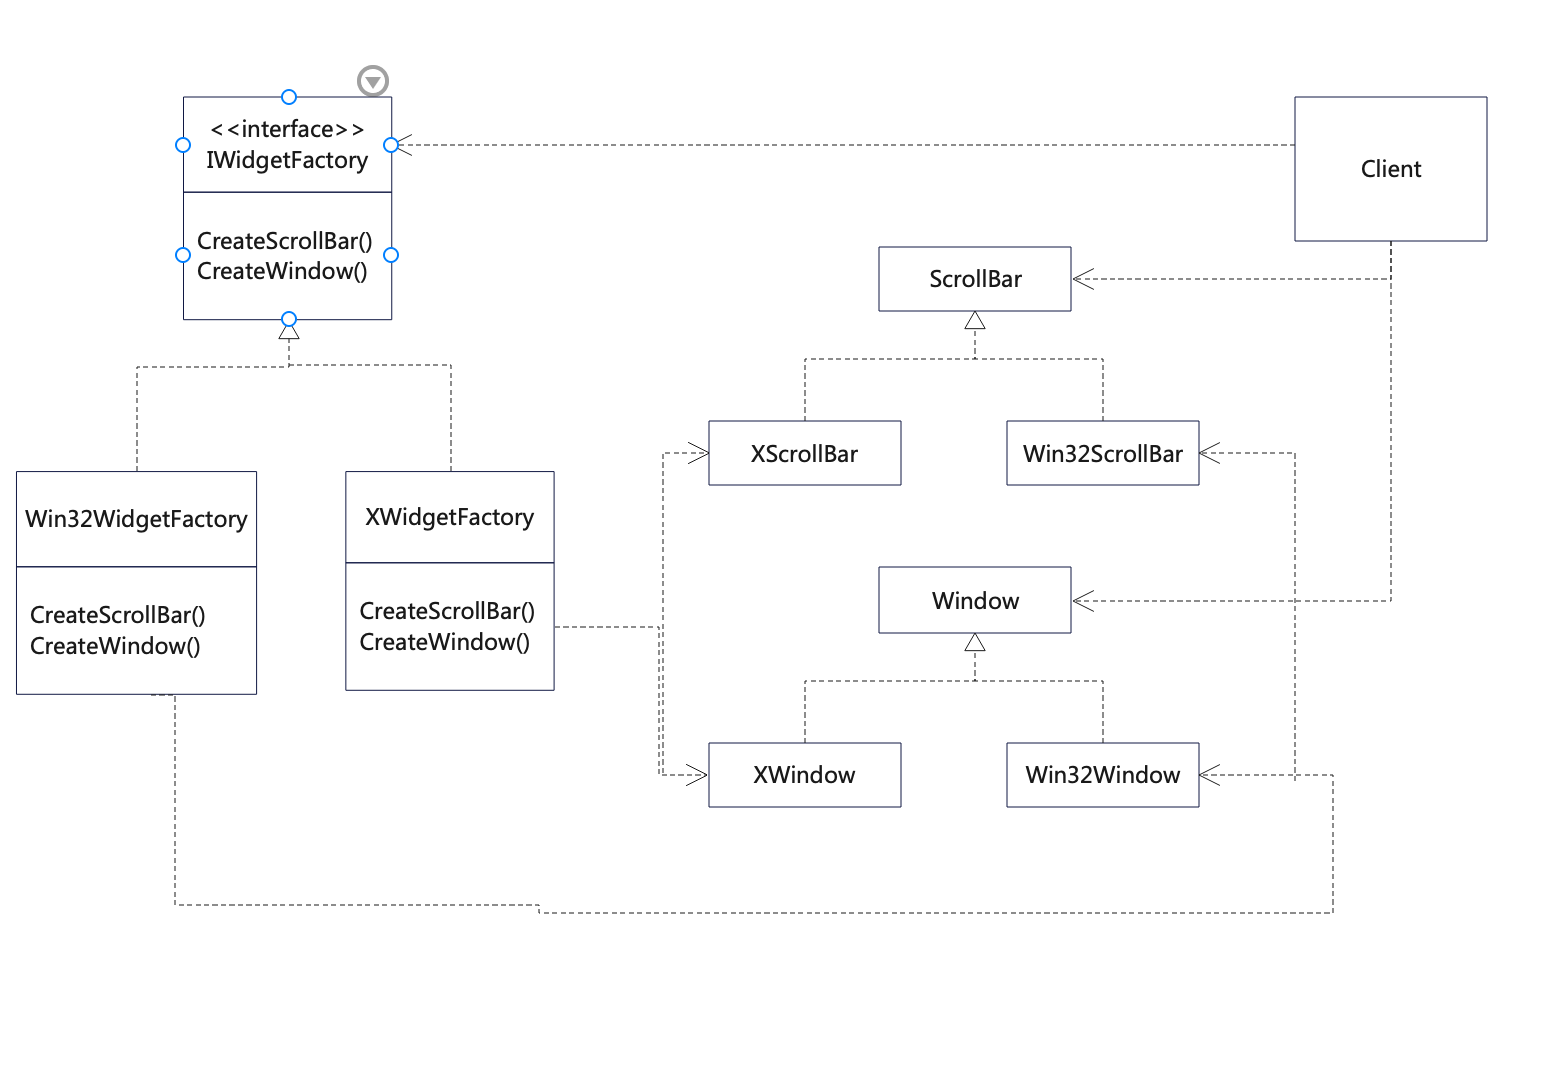 <<interface>>
IWidgetFactory
CreateScrollBar()
CreateWindow()
Client
ScrollBar
XScrollBar
Win32ScrollBar
Win32WidgetFactory
CreateScrollBar()
CreateWindow()
XWidgetFactory
CreateScrollBar()
CreateWindow()
Window
XWindow
Win32Window